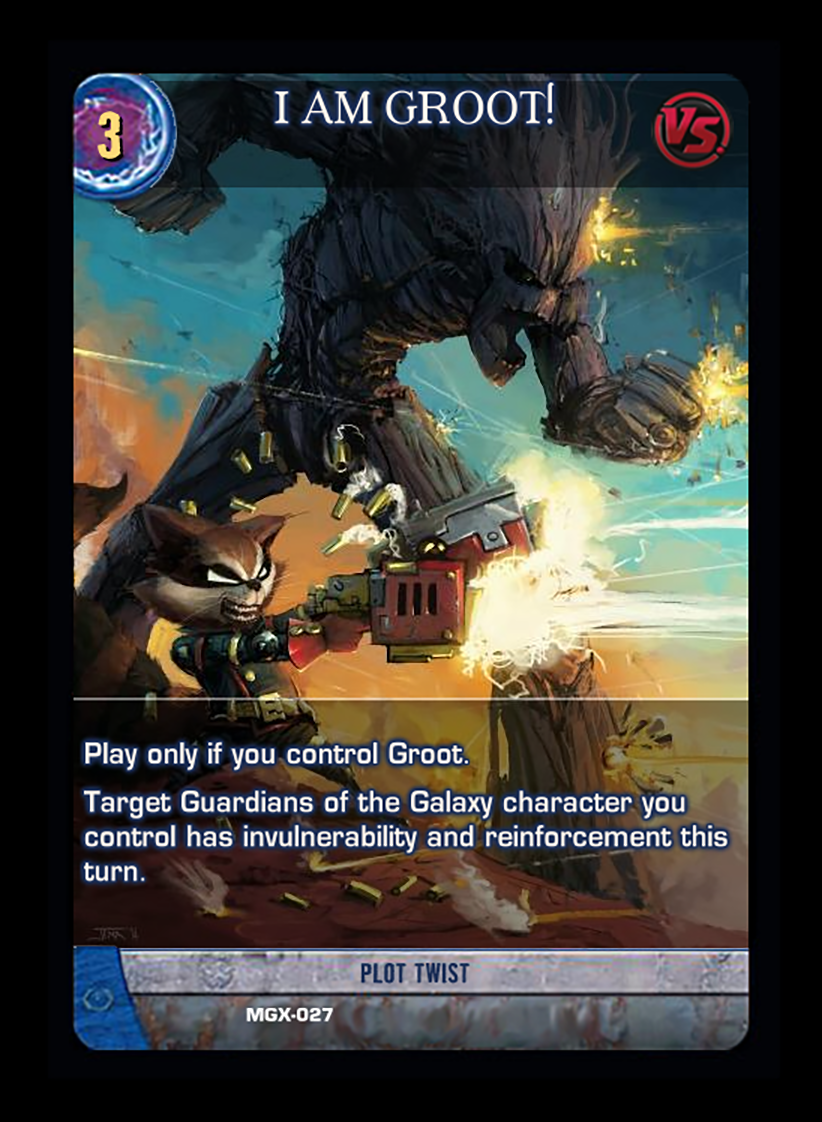 3
I AM GROOT!
VS.
Play only if you control Groot.
Target Guardians of the Galaxy character you
control has invulnerability and reinforcement this
turn.
PLOT TWIST
MGX-027